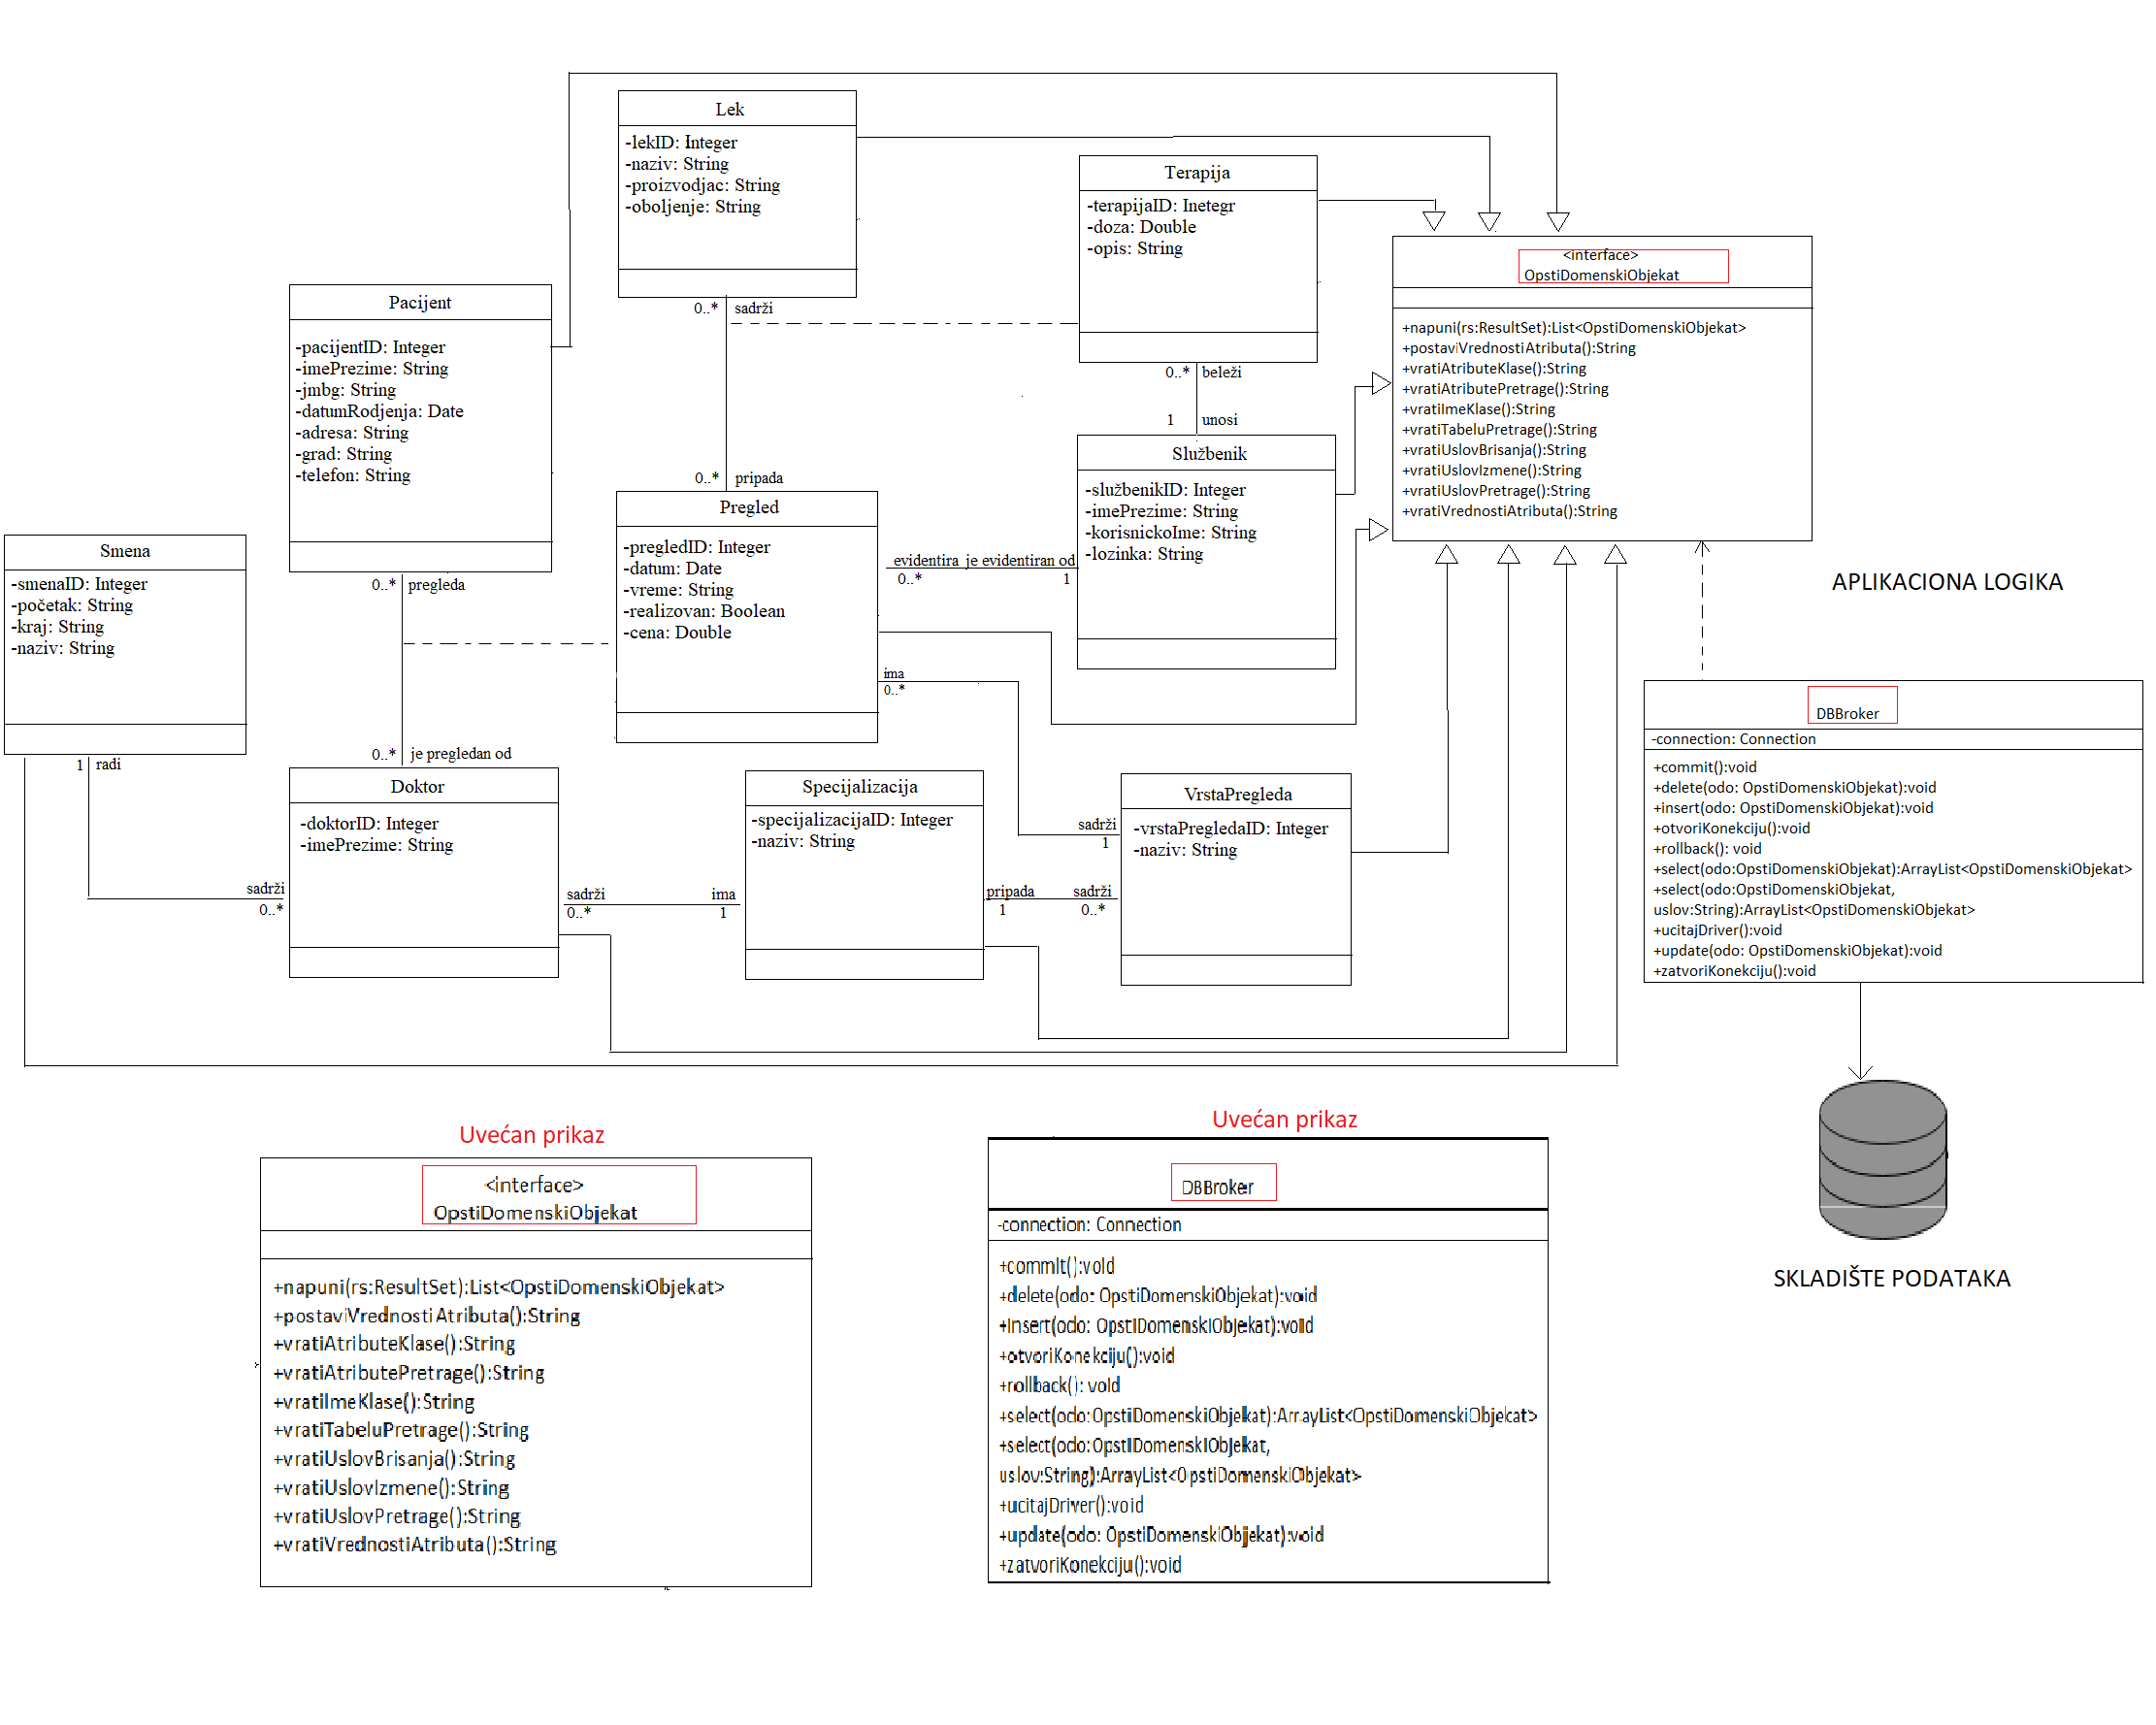 Lek
-lekID: Integer
-naziv: String
-proizvodjac: String
-oboljenje: String
Terapija
-terapijaID: Inetegr
-doza: Double
-opis: String
<interface>
OpstiDomenskiObjekat
+napuni(rs:ResultSet):List<OpstiDomenskiObjekat>
+postaviVrednostiAtributa():String
+vratiAtributeKlase():String
+vratiAtributePretrage():String
+vratiImeKlase():String
+vratiTabeluPretrage():String
+vratiUslovBrisanja():String
+vratiUslovIzmene():String
+vratiUslovPretrage():String
+vratiVrednostiAtributa():String
Pacijent
-pacijentID: Integer
-imePrezime: String
-jmbg: String
-datumRodjenja: Date
-adresa: String
-grad: String
-telefon: String
0..* sadrži
0..* pripada
0..* beleži
1 unosi
Službenik
-službenikID: Integer
-imePrezime: String
-korisnickoIme: String
-lozinka: String
Pregled
-pregledID: Integer
-datum: Date
-vreme: String
-realizovan: Boolean
-cena: Double
evidentira je evidentiran od
0..* 1
Smena
-smenaID: Integer
-početak: String
-kraj: String
-naziv: String
0..* pregleda
0..* je pregledan od
ima
0..*
APLIKACIONA LOGIKA
DBBroker
-connection: Connection
+commit():void
+delete(odo: OpstiDomenskiObjekat):void
+insert(odo: OpstiDomenskiObjekat):void
+otvoriKonekciju():void
+rollback(): void
+select(odo:OpstiDomenskiObjekat):ArrayList<OpstiDomenskiObjekat>
+select(odo:OpstiDomenskiObjekat,
uslov:String):ArrayList<OpstiDomenskiObjekat>
+ucitajDriver():void
+update(odo: OpstiDomenskiObjekat):void
+zatvoriKonekciju():void
1 radi
sadrži
0..*
Doktor
-doktorID: Integer
-imePrezime: String
sadrži ima
0..* 1
Specijalizacija
-specijalizacijaID: Integer
-naziv: String
sadrži
1
pripada sadrži
1 0..*
VrstaPregleda
-vrstaPregledaID: Integer
-naziv: String
SKLADIŠTE PODATAKA
Uvećan prikaz
<interface>
OpstiDomenskiObjekat
+napuni(rs:ResultSet):List<OpstiDomenskiObjekat>
+postaviVrednostiAtributa():String
+vratiAtributeKlase():String
+vratiAtributePretrage():String
+vratiImeKlase():String
+vratiTabeluPretrage():String
+vratiUslovBrisanja():String
+vratiUslovIzmene():String
+vratiUslovPretrage():String
+vratiVrednostiAtributa():String
Uvećan prikaz
DBBroker
-connection: Connection
+commit():void
+delete(odo: OpstiDomenskiObjekat):void
+insert(odo: OpstiDomenskiObjekat):void
+otvoriKonekciju():void
+rollback(): void
+select(odo:OpstiDomenskiObjekat):ArrayList<OpstiDomenskiObjekat>
+select(odo:OpstiDomenskiObjekat,
uslov:String):ArrayList<OpstiDomenskiObjekat>
+ucitajDriver():void
+update(odo: OpstiDomenskiObjekat):void
+zatvoriKonekciju():void